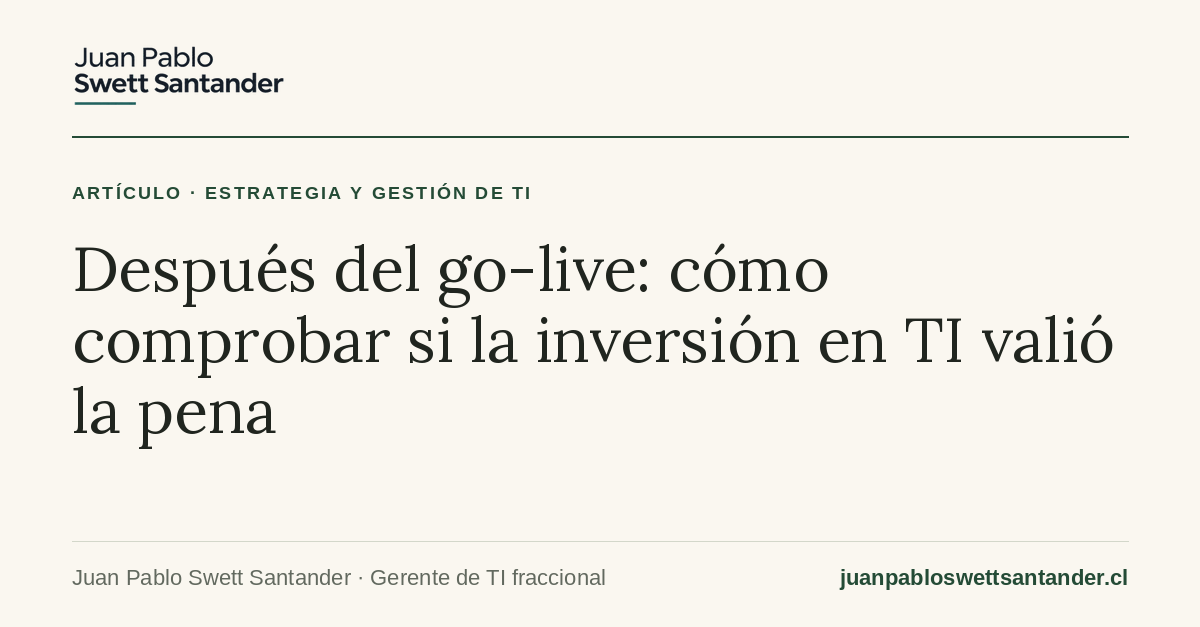 Juan Pablo
Swett Santander
ARTÍCULO · ESTRATEGIA Y GESTIÓN DE TI
Después del go-live: cómo
comprobar si la inversión en TI valió
la pena
Juan Pablo Swett Santander · Gerente de TI fraccional
juanpabloswettsantander.cl